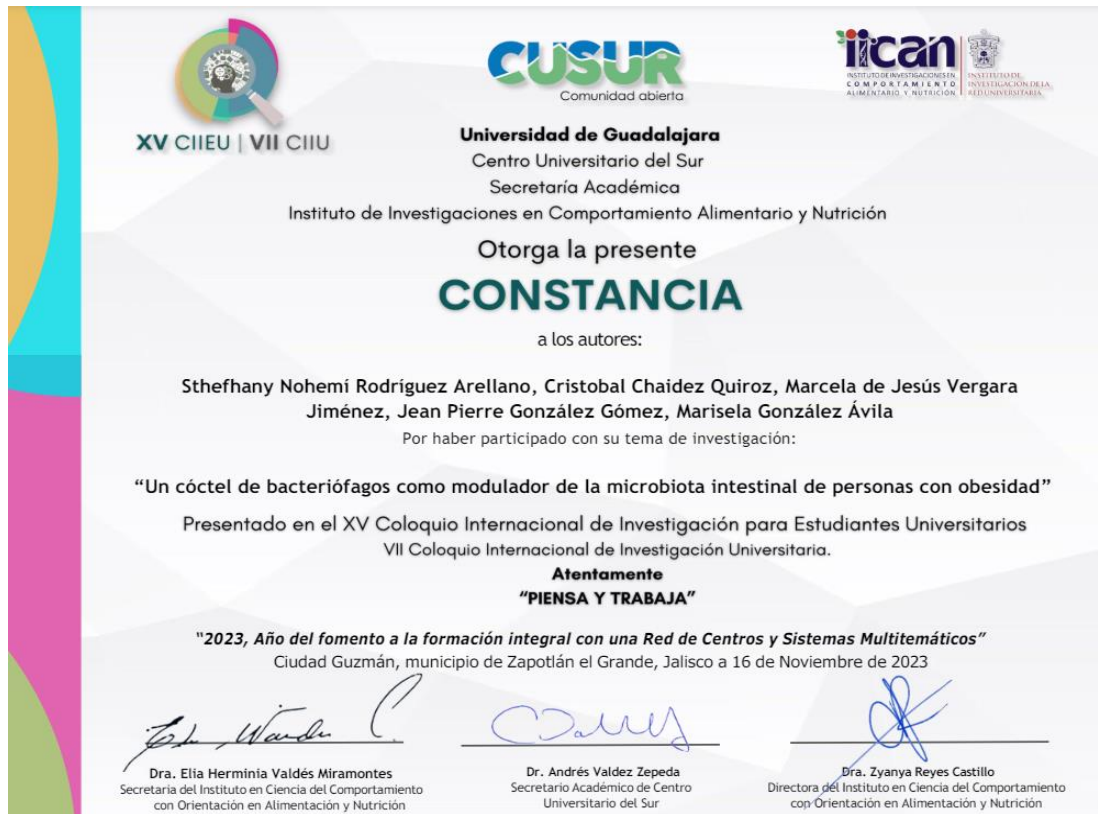 XV CIIEU | VII CIIU
CUSUR
Comunidad abierta
iican
INSTITUTO DE INVESTIGACIONES EN
COMPORTAMIENTO
ALIMENTARIO Y NUTRICIÓN
INSTITUTO DE
INVESTIGACIÓN DE LA
RED UNIVERSITARIA
Universidad de Guadalajara
Centro Universitario del Sur
Secretaría Académica
Instituto de Investigaciones en Comportamiento Alimentario y Nutrición
Otorga la presente
CONSTANCIA
a los autores:
Sthefhany Nohemí Rodríguez Arellano, Cristobal Chaidez Quiroz, Marcela de Jesús Vergara
Jiménez, Jean Pierre González Gómez, Marisela González Ávila
Por haber participado con su tema de investigación:
“Un cóctel de bacteriófagos como modulador de la microbiota intestinal de personas con obesidad”
Presentado en el XV Coloquio Internacional de Investigación para Estudiantes Universitarios
VII Coloquio Internacional de Investigación Universitaria.
Atentamente
“PIENSA Y TRABAJA”
“2023, Año del fomento a la formación integral con una Red de Centros y Sistemas Multitemáticos”
Ciudad Guzmán, municipio de Zapotlán el Grande, Jalisco a 16 de Noviembre de 2023
Dra. Elia Herminia Valdés Miramontes
Secretaria del Instituto en Ciencia del Comportamiento
con Orientación en Alimentación y Nutrición
Dr. Andrés Valdez Zepeda
Secretario Académico de Centro
Universitario del Sur
Dra. Zyanya Reyes Castillo
Directora del Instituto en Ciencia del Comportamiento
con Orientación en Alimentación y Nutrición